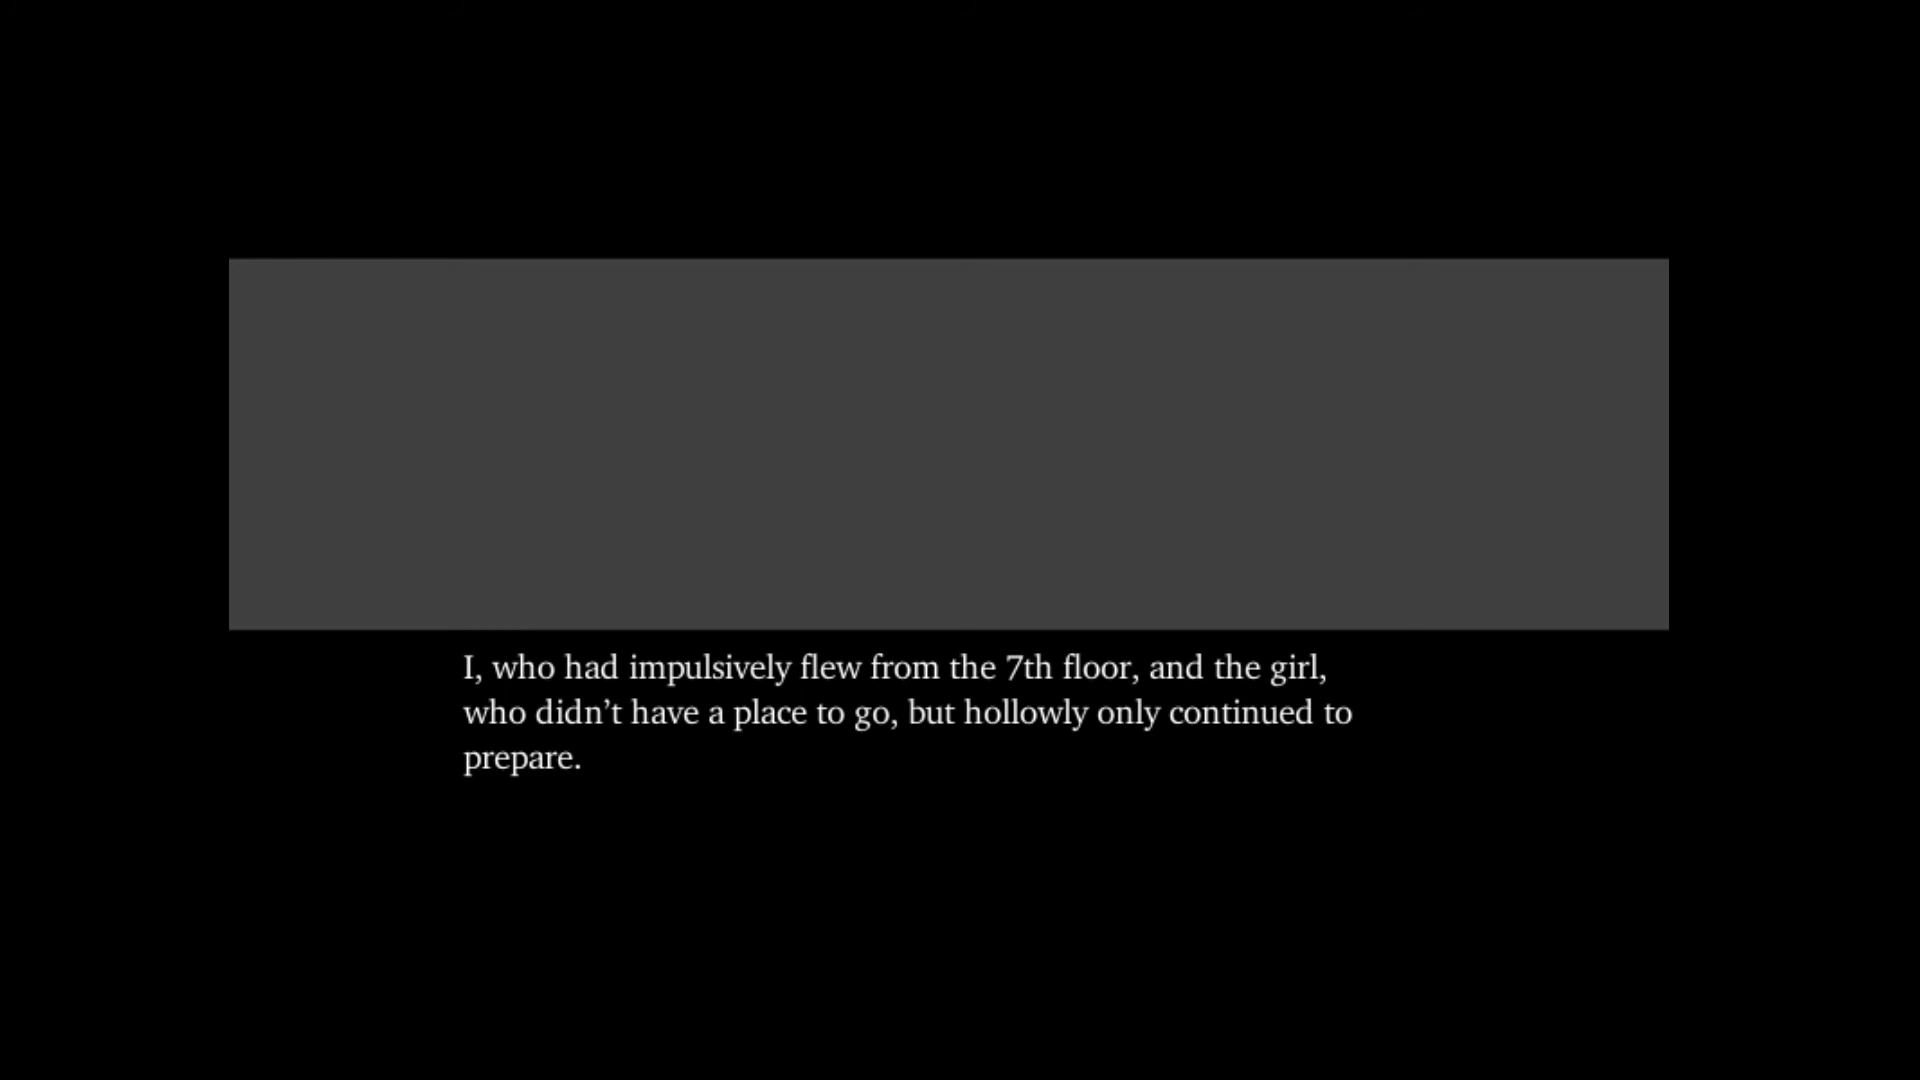 I, who had impulsively flew from the 7th floor, and the girl,
who didn’t have a place to go, but hollowly only continued to
prepare.